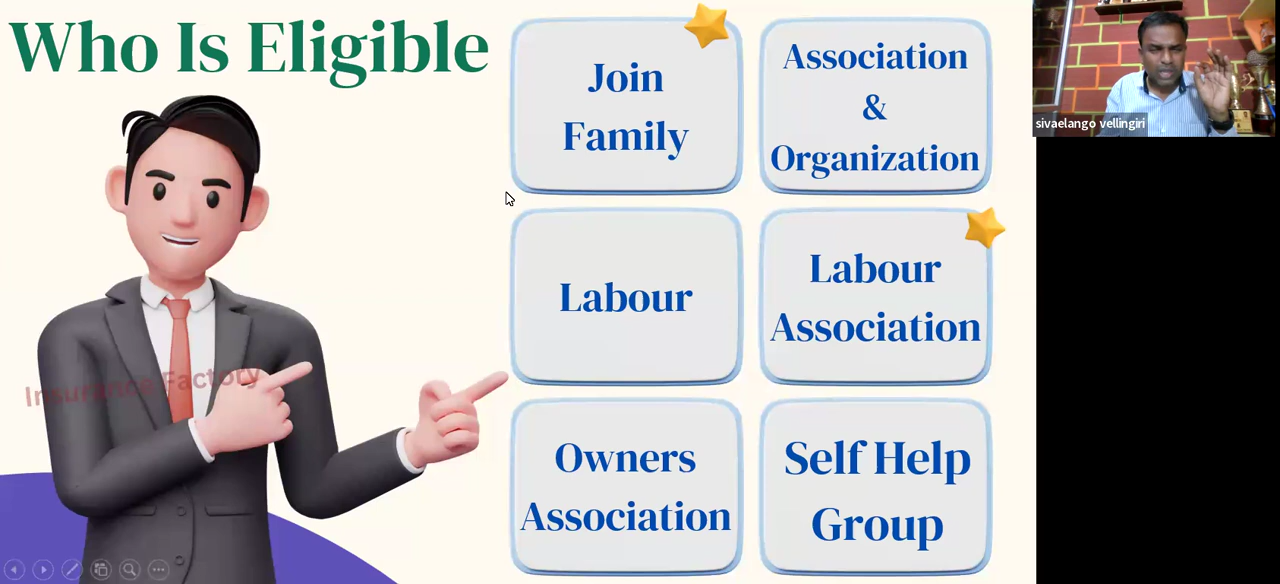 Who Is Eligible
Join
Family
Association
&
Organization
Labour
Labour
Association
Owners
Association
Self Help
Group
Insurance Factory
sivaelango vellingiri